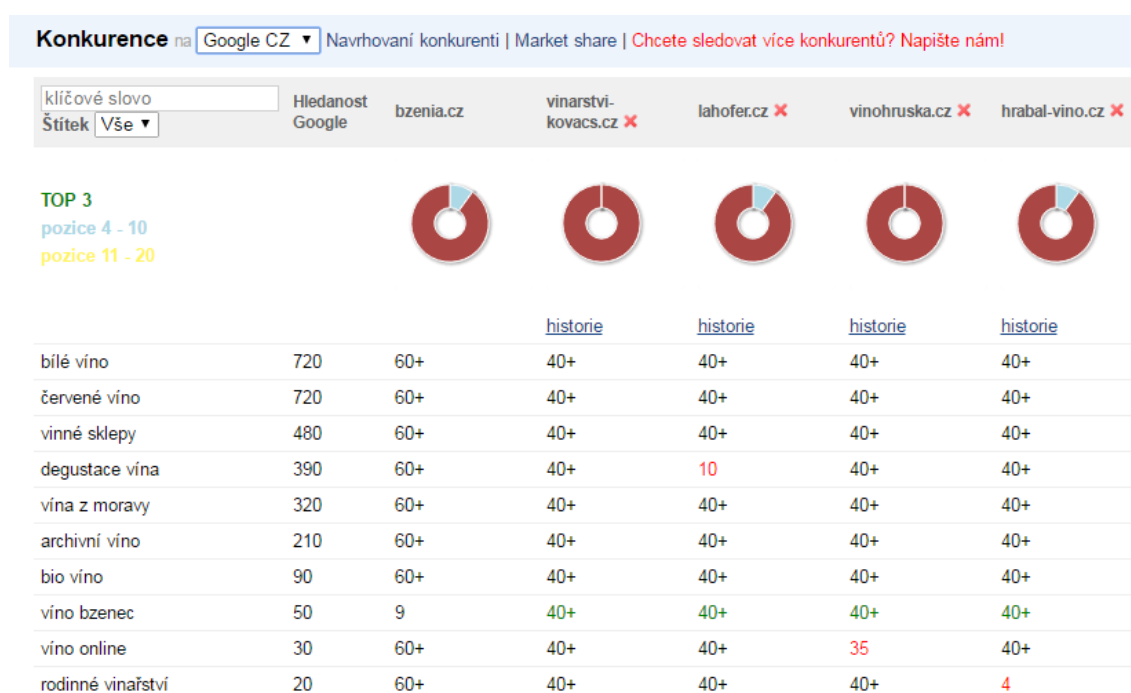 Konkurence na Google CZ ▼ Navrhovaní konkurenti | Market share | Chcete sledovat více konkurentů? Napište nám!
klíčové slovo
Štítek Vše ▼
Hledanost Google
bzenia.cz
vinarstvi-kovacs.cz ✖
lahofer.cz ✖
vinohruska.cz ✖
hrabal-vino.cz ✖
TOP 3
pozice 4 - 10
pozice 11 - 20
historie historie historie historie
bílé víno 720 60+ 40+ 40+ 40+ 40+
červené víno 720 60+ 40+ 40+ 40+ 40+
vinné sklepy 480 60+ 40+ 40+ 40+ 40+
degustace vína 390 60+ 40+ 10 40+ 40+
vína z moravy 320 60+ 40+ 40+ 40+ 40+
archivní víno 210 60+ 40+ 40+ 40+ 40+
bio víno 90 60+ 40+ 40+ 40+ 40+
víno bzenec 50 9 40+ 40+ 40+ 40+
víno online 30 60+ 40+ 40+ 35 40+
rodinné vinařství 20 60+ 40+ 40+ 40+ 4